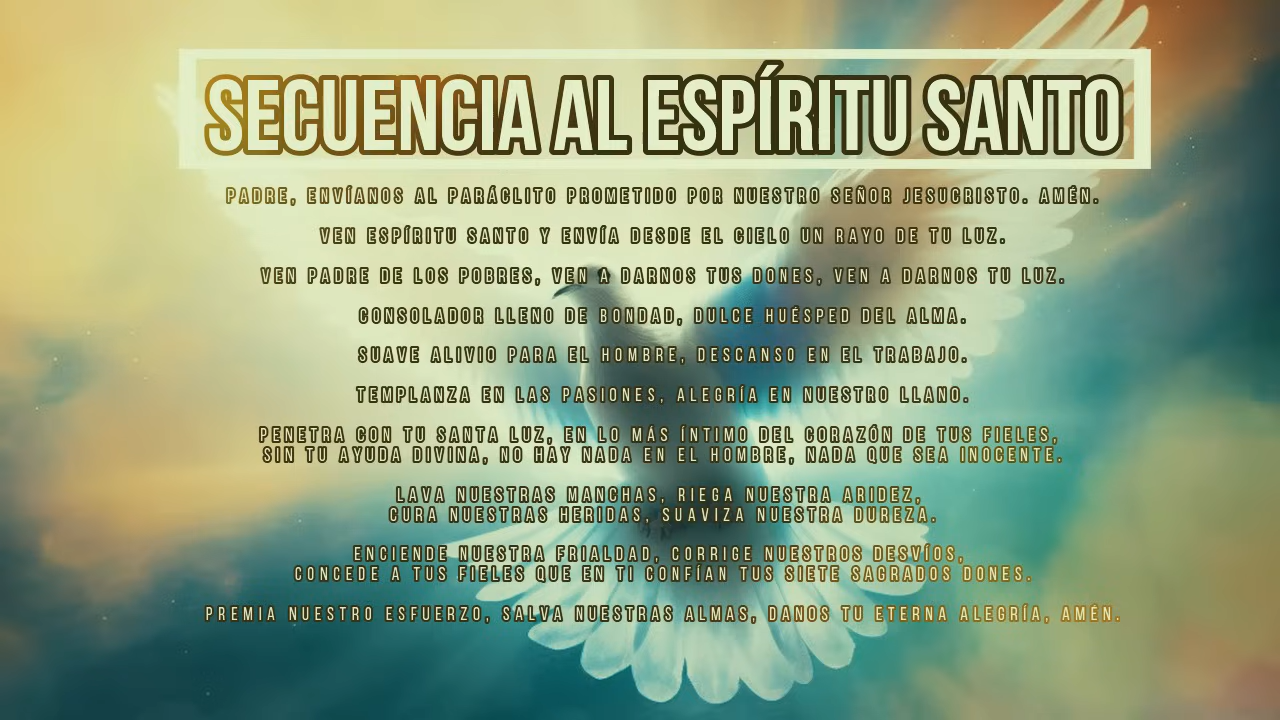 SECUENCIA AL ESPÍRITU SANTO
PADRE, ENVÍANOS AL PARÁCLITO PROMETIDO POR NUESTRO SEÑOR JESUCRISTO. AMÉN.
VEN ESPÍRITU SANTO Y ENVÍA DESDE EL CIELO UN RAYO DE TU LUZ.
VEN PADRE DE LOS POBRES, VEN A DARNOS TUS DONES, VEN A DARNOS TU LUZ.
CONSOLADOR LLENO DE BONDAD, DULCE HUÉSPED DEL ALMA.
SUAVE ALIVIO PARA EL HOMBRE, DESCANSO EN EL TRABAJO.
TEMPLANZA EN LAS PASIONES, ALEGRÍA EN NUESTRO LLANO.
PENETRA CON TU SANTA LUZ, EN LO MÁS ÍNTIMO DEL CORAZÓN DE TUS FIELES,
SIN TU AYUDA DIVINA, NO HAY NADA EN EL HOMBRE, NADA QUE SEA INOCENTE.
LAVA NUESTRAS MANCHAS, RIEGA NUESTRA ARIDEZ,
CURA NUESTRAS HERIDAS, SUAVIZA NUESTRA DUREZA.
ENCIENDE NUESTRA FRIALDAD, CORRIGE NUESTROS DESVÍOS,
CONCEDE A TUS FIELES QUE EN TI CONFÍAN TUS SIETE SAGRADOS DONES.
PREMIA NUESTRO ESFUERZO, SALVA NUESTRAS ALMAS, DANOS TU ETERNA ALEGRÍA, AMÉN.